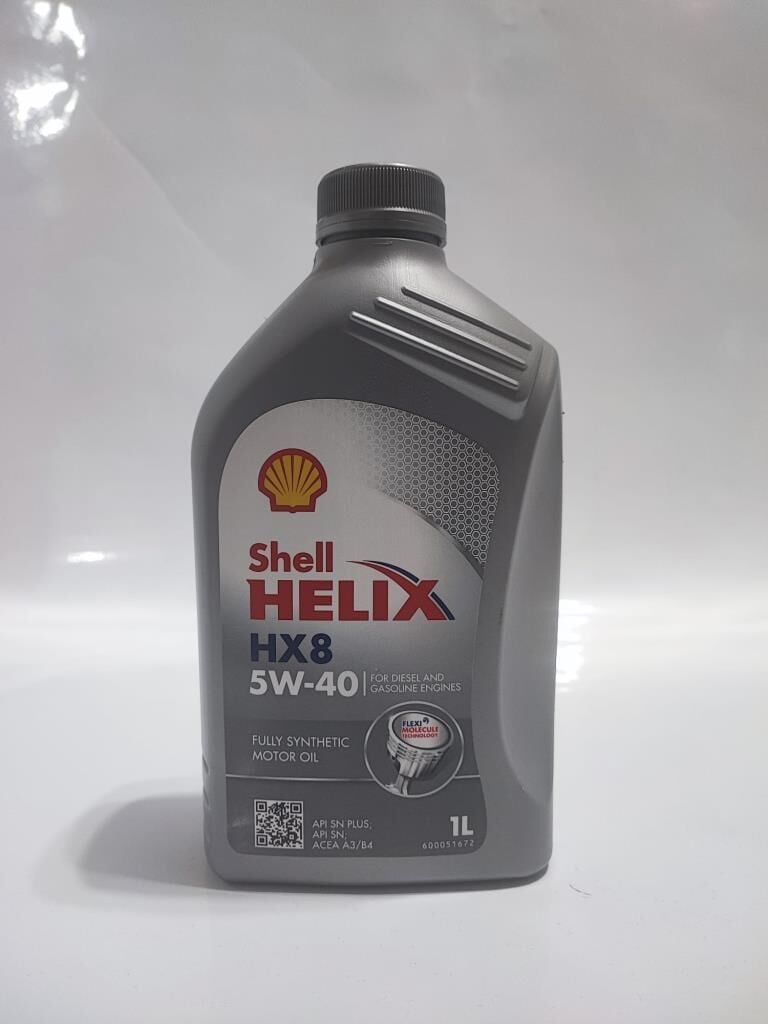 Shell
HELIX
HX8
5W-40
FOR DIESEL AND
GASOLINE ENGINES
FULLY SYNTHETIC
MOTOR OIL
FLEXI
MOLECULE
TECHNOLOGY
API SN PLUS;
API SN;
ACEA A3/B4
1L
600051672